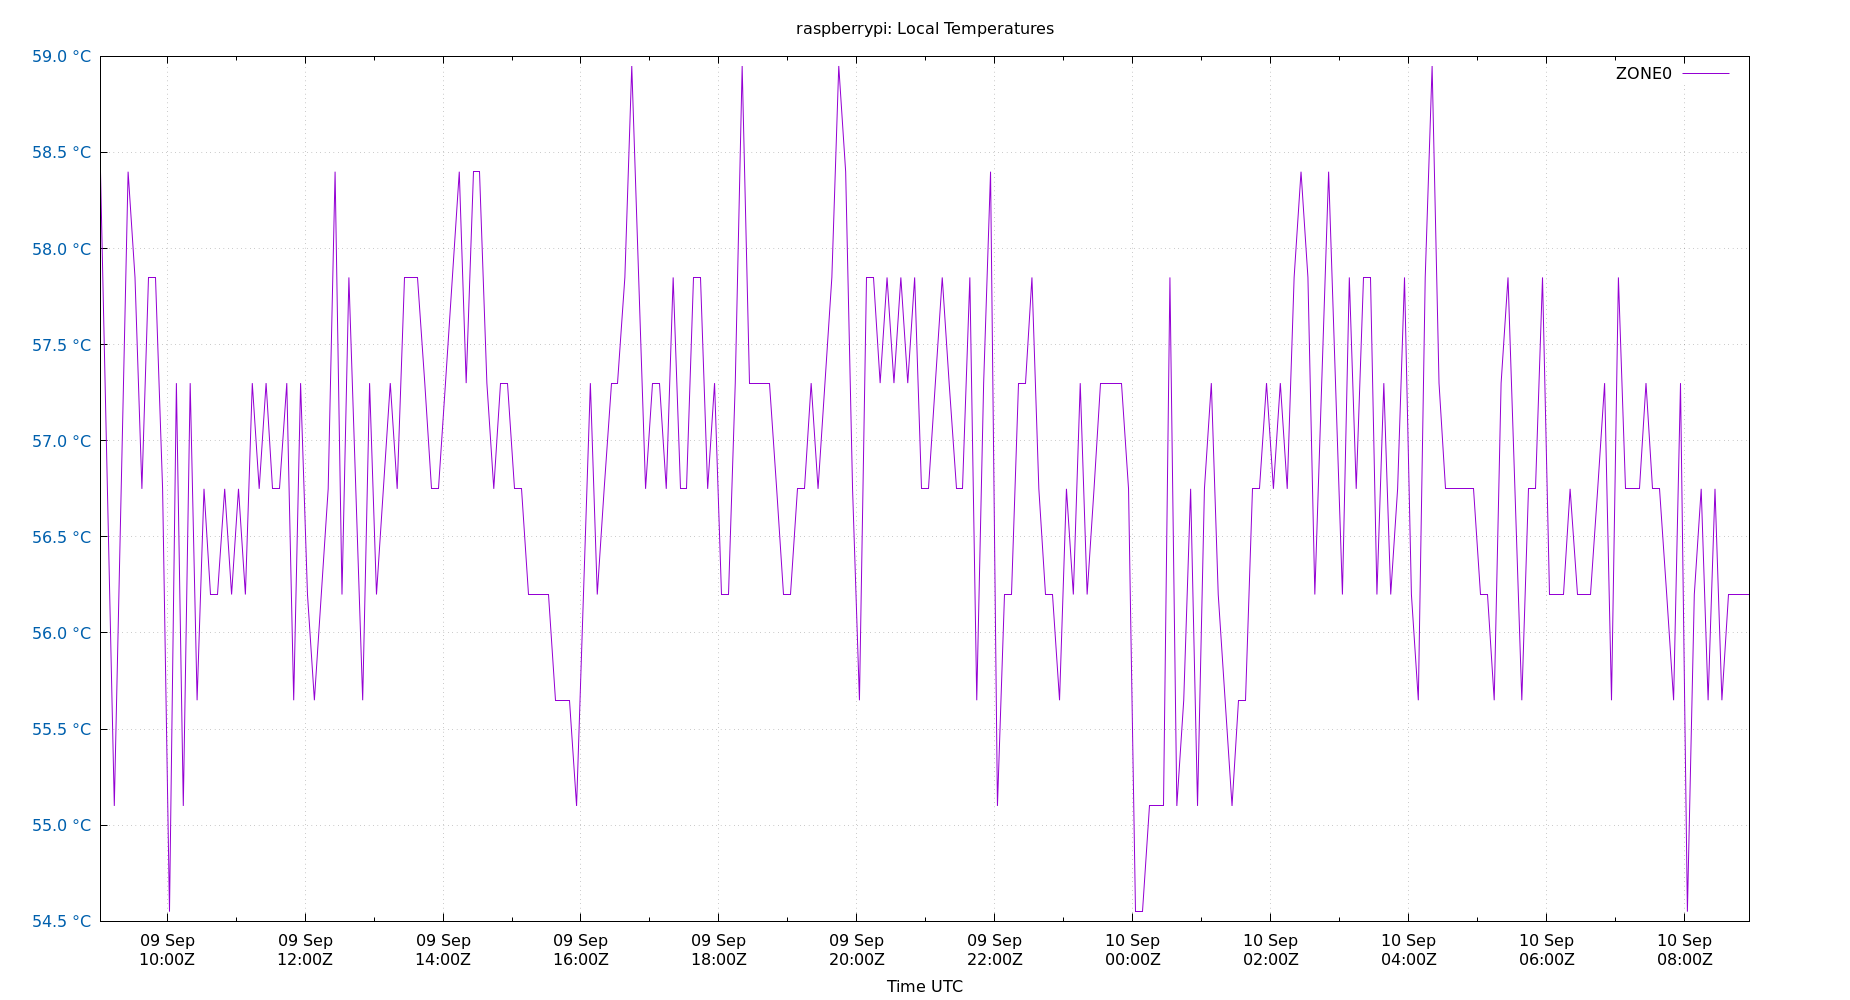 raspberrypi: Local Temperatures
59.0 °C
58.5 °C
58.0 °C
57.5 °C
57.0 °C
56.5 °C
56.0 °C
55.5 °C
55.0 °C
54.5 °C
ZONE0
09 Sep
10:00Z
09 Sep
12:00Z
09 Sep
14:00Z
09 Sep
16:00Z
09 Sep
18:00Z
09 Sep
20:00Z
09 Sep
22:00Z
10 Sep
00:00Z
10 Sep
02:00Z
10 Sep
04:00Z
10 Sep
06:00Z
10 Sep
08:00Z
Time UTC